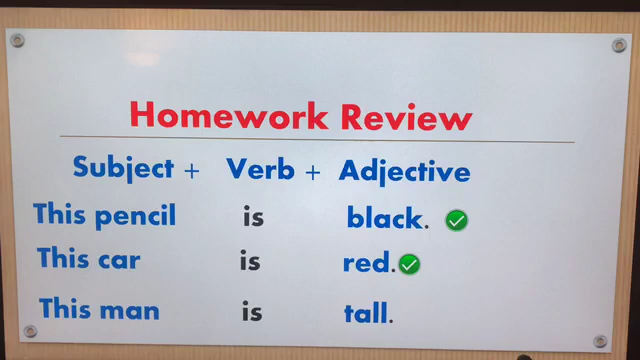 Homework Review
Subject + Verb + Adjective
This pencil is black.
This car is red.
This man is tall.